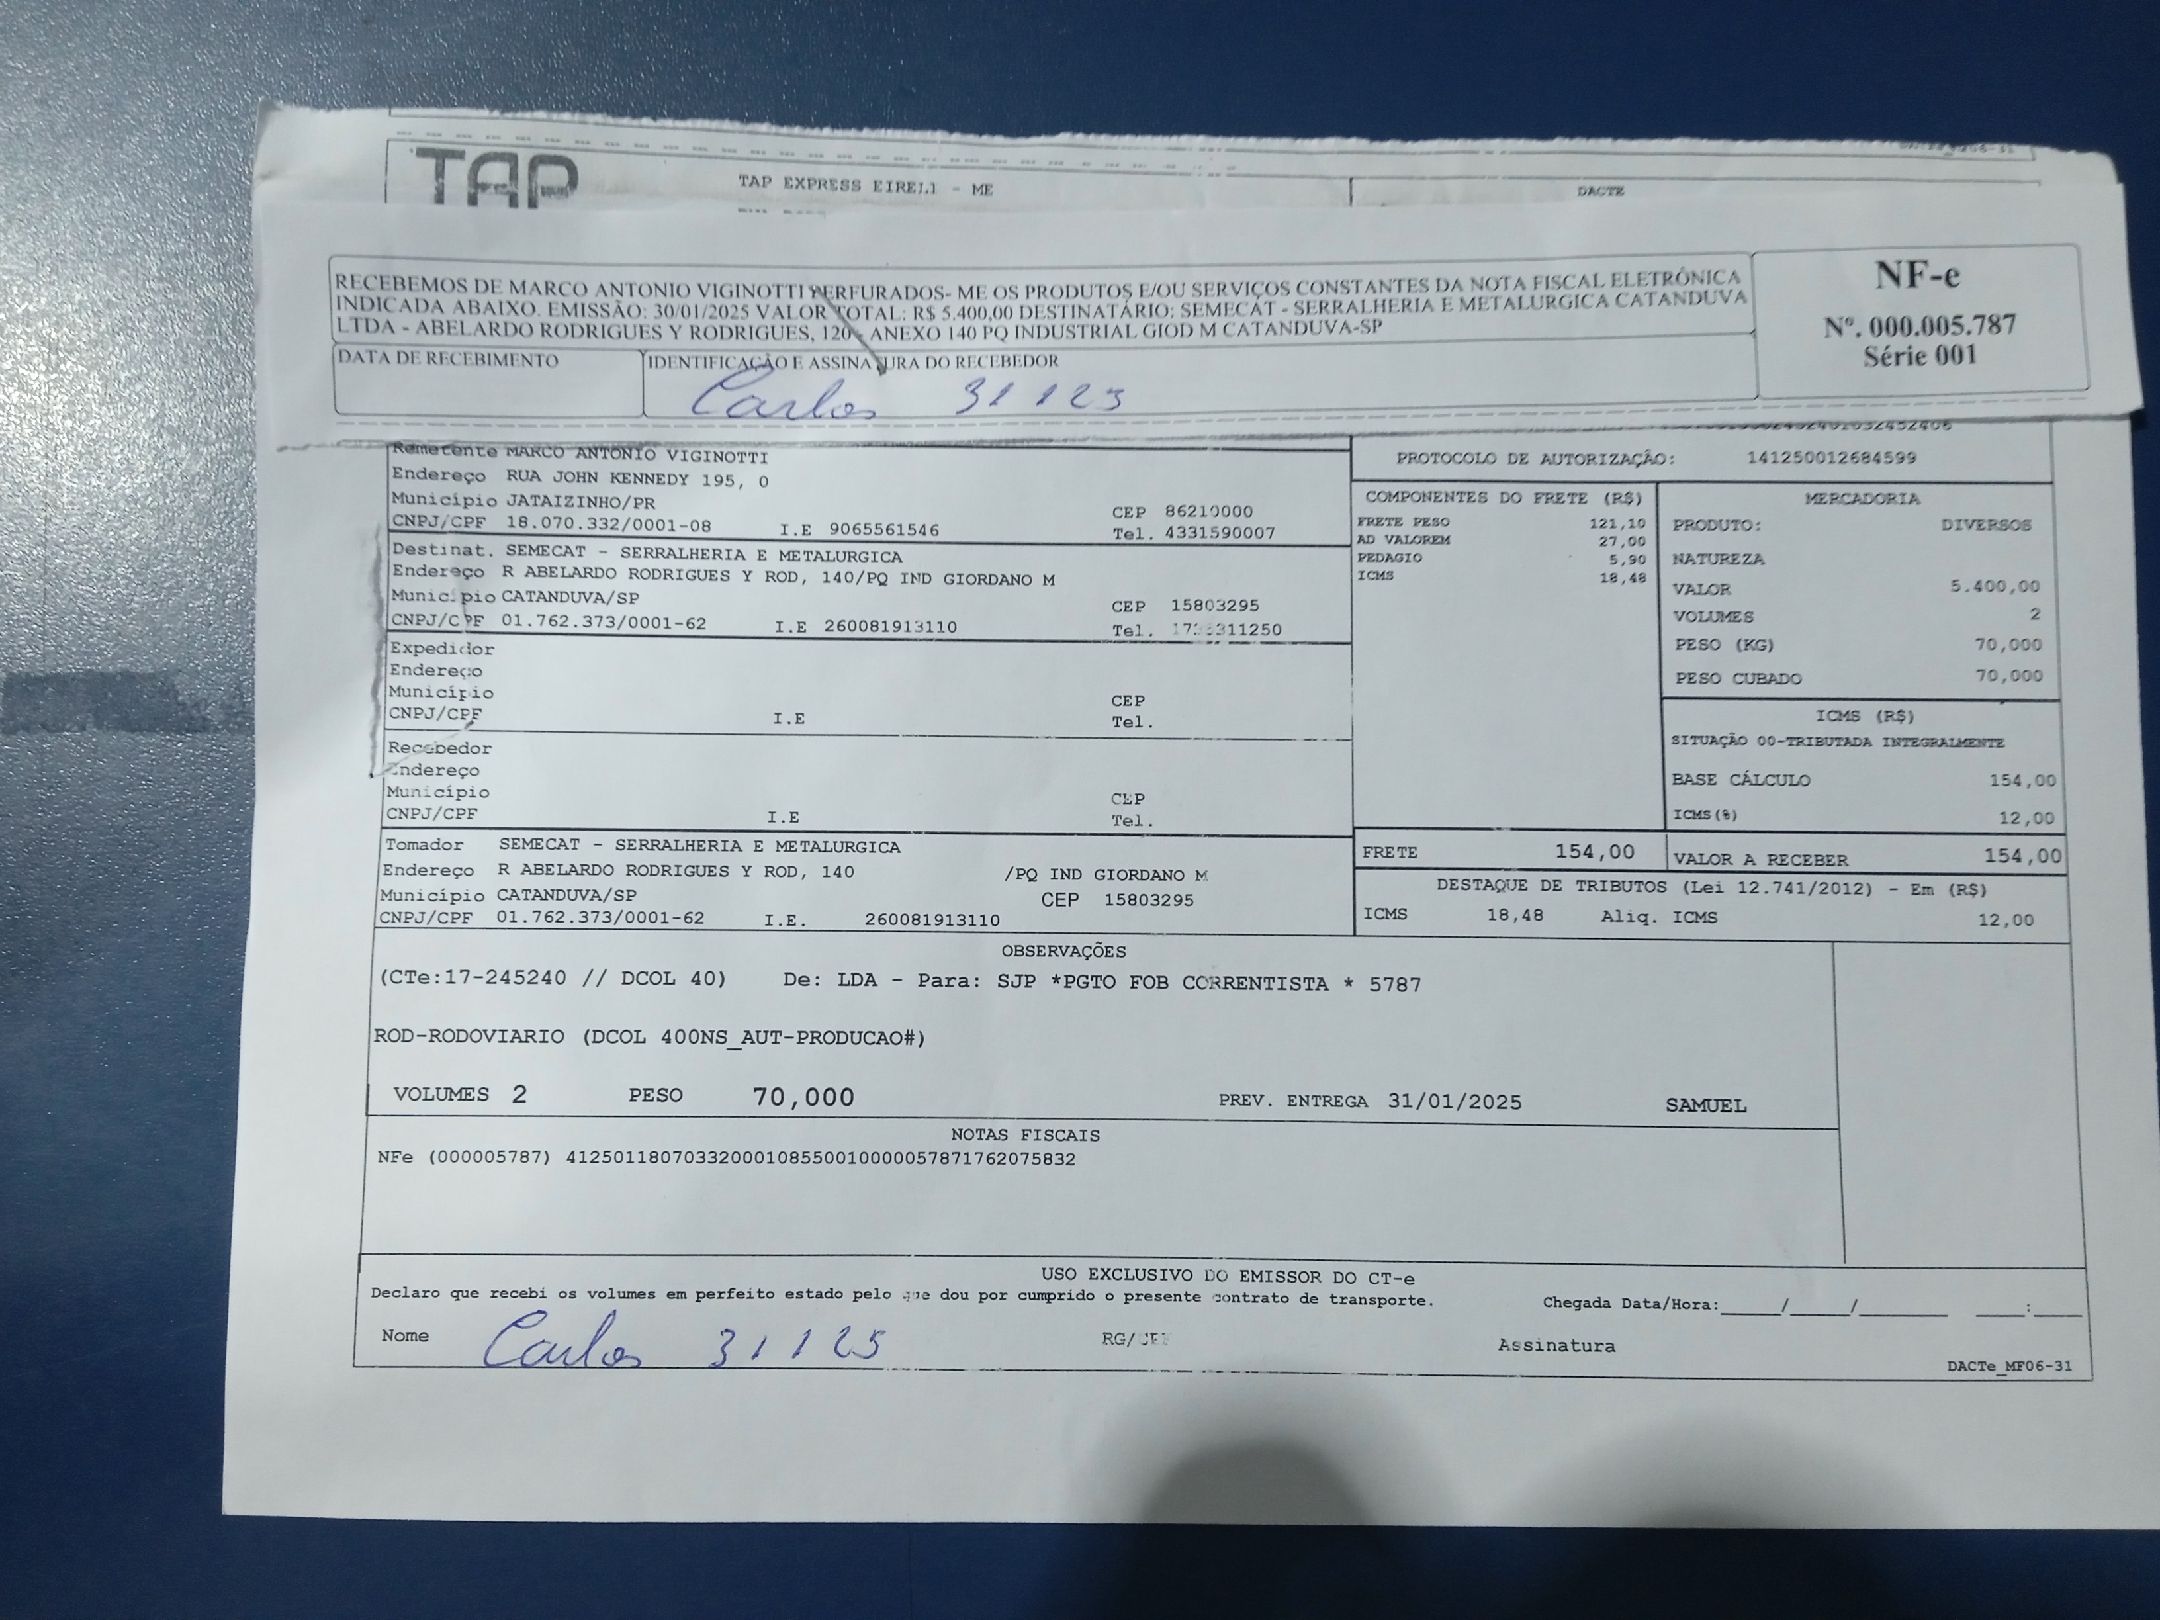 TAP
TAP EXPRESS EIRELI - ME
DACTE
RECEBEMOS DE MARCO ANTONIO VIGINOTTI PERFURADOS- ME OS PRODUTOS E/OU SERVIÇOS CONSTANTES DA NOTA FISCAL ELETRÔNICA
INDICADA ABAIXO. EMISSÃO: 30/01/2025 VALOR TOTAL: R$ 5.400,00 DESTINATÁRIO: SEMECAT - SERRALHERIA E METALURGICA CATANDUVA
LTDA - ABELARDO RODRIGUES Y RODRIGUES, 120 - ANEXO 140 PQ INDUSTRIAL GIOD M CATANDUVA-SP
DATA DE RECEBIMENTO
IDENTIFICAÇÃO E ASSINATURA DO RECEBEDOR
Carlos 31 1 25
NF-e
Nº. 000.005.787
Série 001
Remetente MARCO ANTONIO VIGINOTTI
Endereço RUA JOHN KENNEDY 195, 0
Município JATAIZINHO/PR CEP 86210000
CNPJ/CPF 18.070.332/0001-08 I.E 9065561546 Tel. 4331590007
Destinat. SEMECAT - SERRALHERIA E METALURGICA
Endereço R ABELARDO RODRIGUES Y ROD, 140/PQ IND GIORDANO M
Município CATANDUVA/SP CEP 15803295
CNPJ/CPF 01.762.373/0001-62 I.E 260081913110 Tel.
Expedidor
Endereço
Município CEP
CNPJ/CPF I.E Tel.
Recebedor
Endereço
Município CEP
CNPJ/CPF I.E Tel.
Tomador SEMECAT - SERRALHERIA E METALURGICA
Endereço R ABELARDO RODRIGUES Y ROD, 140 /PQ IND GIORDANO M
Município CATANDUVA/SP CEP 15803295
CNPJ/CPF 01.762.373/0001-62 I.E. 260081913110
PROTOCOLO DE AUTORIZAÇÃO: 141250012684599
COMPONENTES DO FRETE (R$)
FRETE PESO 121,10
AD VALOREM 27,00
PEDAGIO 5,90
ICMS 18,48
MERCADORIA
PRODUTO: DIVERSOS
NATUREZA
VALOR 5.400,00
VOLUMES 2
PESO (KG) 70,000
PESO CUBADO 70,000
ICMS (R$)
SITUAÇÃO 00-TRIBUTADA INTEGRALMENTE
BASE CÁLCULO 154,00
ICMS(%) 12,00
FRETE 154,00 VALOR A RECEBER 154,00
DESTAQUE DE TRIBUTOS (Lei 12.741/2012) - Em (R$)
ICMS 18,48 Aliq. ICMS 12,00
OBSERVAÇÕES
(CTe:17-245240 // DCOL 40) De: LDA - Para: SJP *PGTO FOB CORRENTISTA * 5787
ROD-RODOVIARIO (DCOL 400NS_AUT-PRODUCAO#)
VOLUMES 2 PESO 70,000 PREV. ENTREGA 31/01/2025 SAMUEL
NOTAS FISCAIS
NFe (000005787) 41250118070332000108550010000057871762075832
USO EXCLUSIVO DO EMISSOR DO CT-e
Declaro que recebi os volumes em perfeito estado pelo que dou por cumprido o presente contrato de transporte.
Chegada Data/Hora:_____/_____/________ ____:____
Nome Carlos 31 1 25 RG/ Assinatura
DACTe_MF06-31